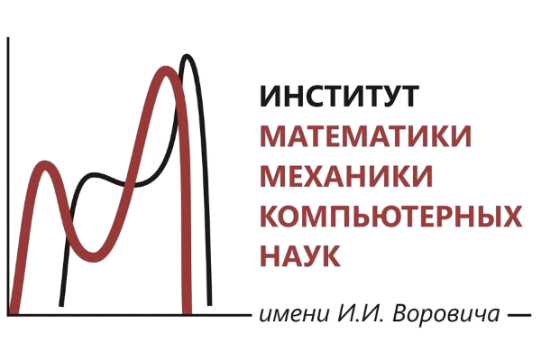 ИНСТИТУТ
МАТЕМАТИКИ
МЕХАНИКИ
КОМПЬЮТЕРНЫХ
НАУК
имени И.И. Воровича